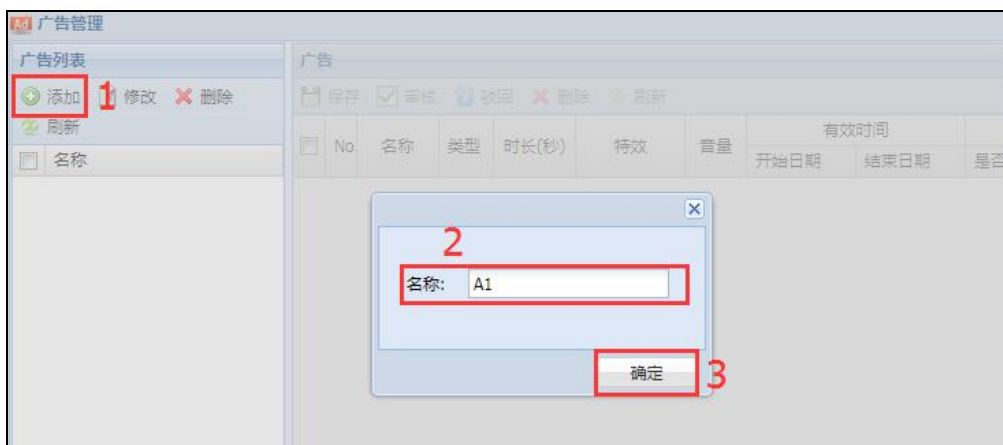 Ad 广告管理
广告列表 广告
添加 1 修改 删除 保存 审核 驳回 删除 刷新
刷新
名称 No 名称 类型 时长(秒) 特效 音量 有效时间
开始日期 结束日期 是否
2
名称: A1
确定 3